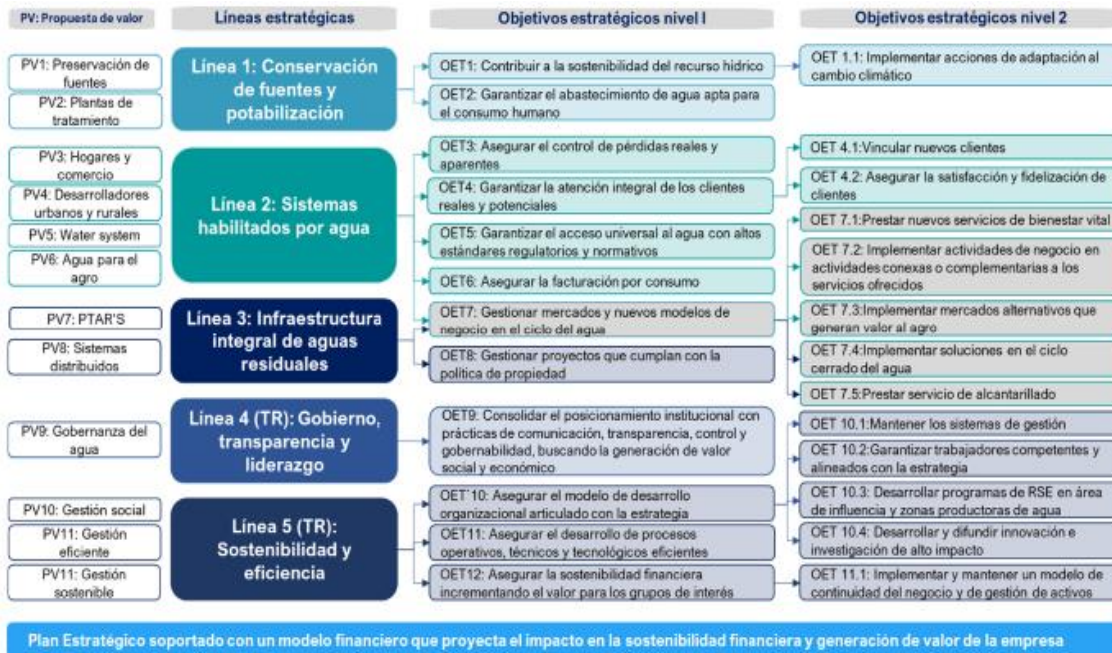 PV: Propuesta de valor
Líneas estratégicas
Objetivos estratégicos nivel I
Objetivos estratégicos nivel 2
PV1: Preservación de
fuentes
PV2: Plantas de
tratamiento
PV3: Hogares y
comercio
PV4: Desarrolladores
urbanos y rurales
PV5: Water system
PV6: Agua para el
agro
PV7: PTAR'S
PV8: Sistemas
distribuidos
PV9: Gobernanza del
agua
PV10: Gestión social
PV11: Gestión
eficiente
PV11: Gestión
sostenible
Línea 1: Conservación
de fuentes y
potabilización
Línea 2: Sistemas
habilitados por agua
Línea 3: Infraestructura
integral de aguas
residuales
Línea 4 (TR): Gobierno,
transparencia y
liderazgo
Línea 5 (TR):
Sostenibilidad y
eficiencia
OET1: Contribuir a la sostenibilidad del recurso hídrico
OET2: Garantizar el abastecimiento de agua apta para
el consumo humano
OET3: Asegurar el control de pérdidas reales y
aparentes
OET4: Garantizar la atención integral de los clientes
reales y potenciales
OET5: Garantizar el acceso universal al agua con altos
estándares regulatorios y normativos
OET6: Asegurar la facturación por consumo
OET7: Gestionar mercados y nuevos modelos de
negocio en el ciclo del agua
OET8: Gestionar proyectos que cumplan con la
política de propiedad
OET9: Consolidar el posicionamiento institucional con
prácticas de comunicación, transparencia, control y
gobernabilidad, buscando la generación de valor
social y económico
OET´10: Asegurar el modelo de desarrollo
organizacional articulado con la estrategia
OET11: Asegurar el desarrollo de procesos
operativos, técnicos y tecnológicos eficientes
OET12: Asegurar la sostenibilidad financiera
incrementando el valor para los grupos de interés
OET 1.1: Implementar acciones de adaptación al
cambio climático
OET 4.1:Vincular nuevos clientes
OET 4.2: Asegurar la satisfacción y fidelización de
clientes
OET 7.1:Prestar nuevos servicios de bienestar vital
OET 7.2: Implementar actividades de negocio en
actividades conexas o complementarias a los
servicios ofrecidos
OET 7.3:Implementar mercados alternativos que
generan valor al agro
OET 7.4:Implementar soluciones en el ciclo
cerrado del agua
OET 7.5:Prestar servicio de alcantarillado
OET 10.1:Mantener los sistemas de gestión
OET 10.2:Garantizar trabajadores competentes y
alineados con la estrategia
OET 10.3: Desarrollar programas de RSE en área
de influencia y zonas productoras de agua
OET 10.4: Desarrollar y difundir innovación e
investigación de alto impacto
OET 11.1: Implementar y mantener un modelo de
continuidad del negocio y de gestión de activos
Plan Estratégico soportado con un modelo financiero que proyecta el impacto en la sostenibilidad financiera y generación de valor de la empresa